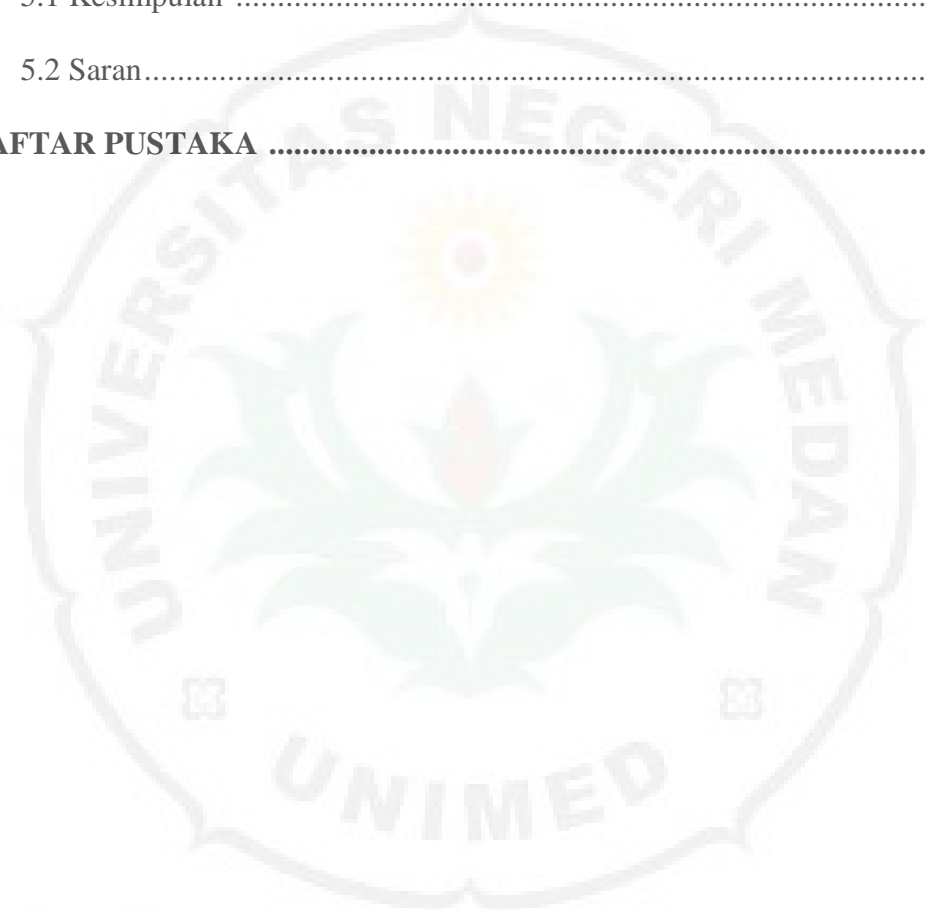 5.1 Kesimpulan ....................................................................................
5.2 Saran..............................................................................................
AFTAR PUSTAKA ................................................................................
UNIVERSITAS NEGERI MEDAN
UNIMED